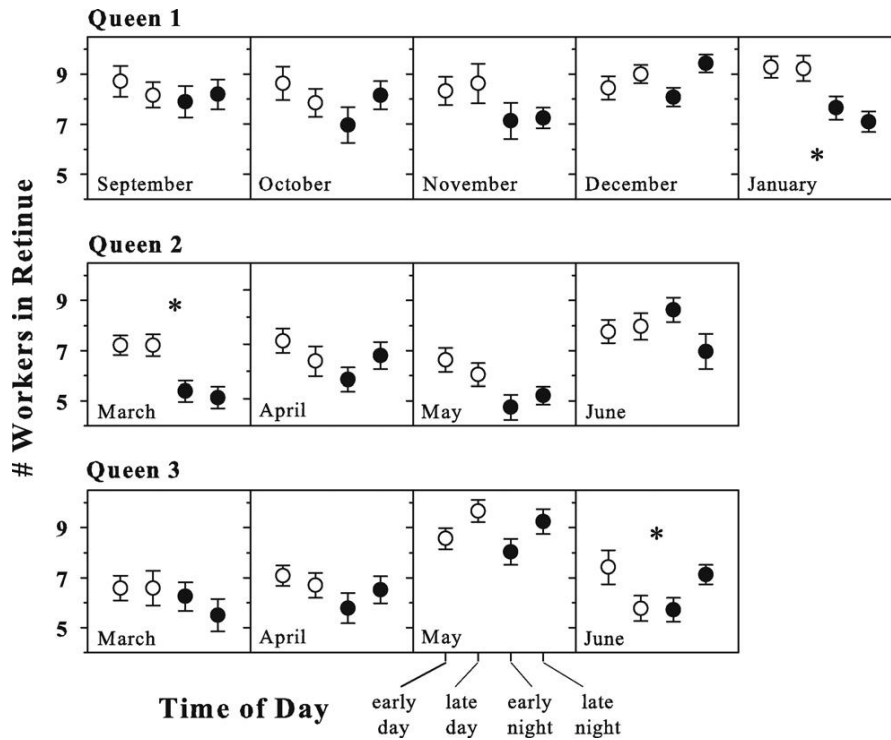 Queen 1
9
7
5
September October November December January
*
Queen 2
9
7
5
*
March April May June
Queen 3
9
7
5
*
March April May June
# Workers in Retinue
Time of Day
early day
late day
early night
late night